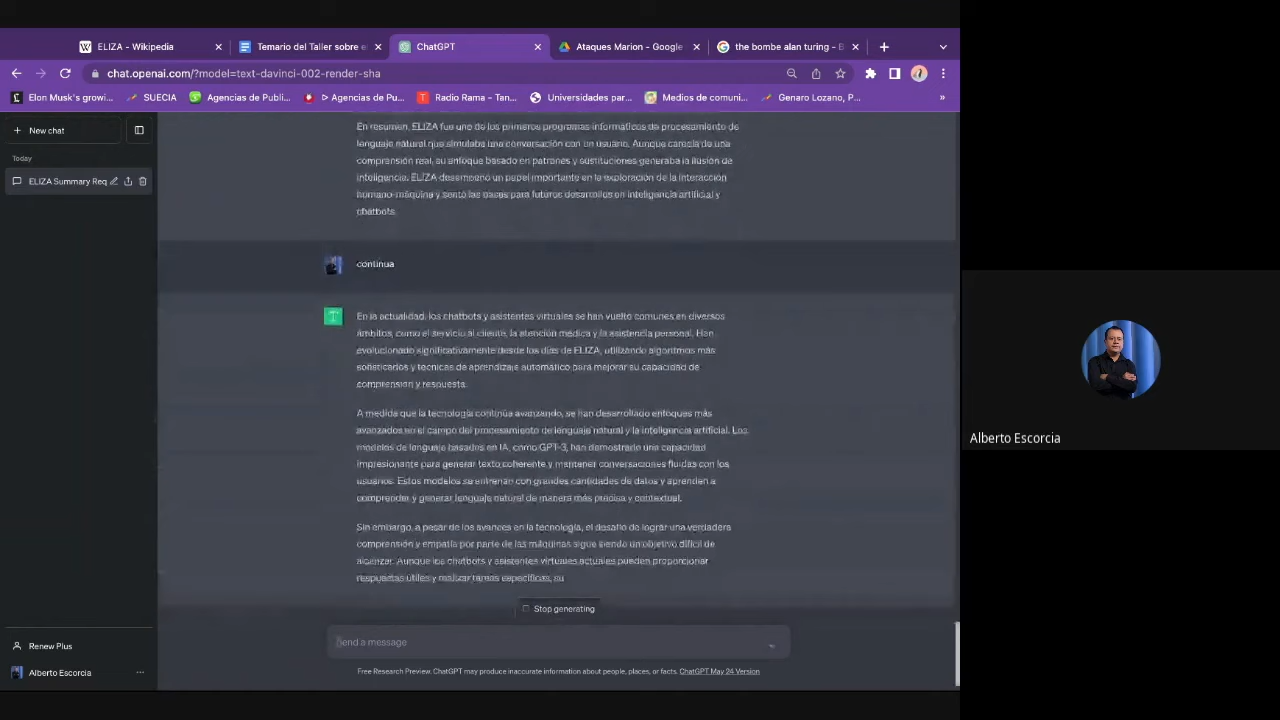 ELIZA - Wikipedia
Temario del Taller sobre e
ChatGPT
Ataques Marion - Google
the bombe alan turing - B
chat.openai.com/?model=text-davinci-002-render-sha
Elon Musk's growi...
SUECIA
Agencias de Publi...
Agencias de Pu...
Radio Rama – Tan...
Universidades par...
Medios de comuni...
Genaro Lozano, P...
»
New chat
Today
ELIZA Summary Req
En resumen, ELIZA fue uno de los primeros programas informáticos de procesamiento de
lenguaje natural que simulaba una conversación con un usuario. Aunque carecía de una
comprensión real, su enfoque basado en patrones y sustituciones generaba la ilusión de
inteligencia. ELIZA desempeñó un papel importante en la exploración de la interacción
humano-máquina y sentó las bases para futuros desarrollos en inteligencia artificial y
chatbots.
continua
En la actualidad, los chatbots y asistentes virtuales se han vuelto comunes en diversos
ámbitos, como el servicio al cliente, la atención médica y la asistencia personal. Han
evolucionado significativamente desde los días de ELIZA, utilizando algoritmos más
sofisticados y técnicas de aprendizaje automático para mejorar su capacidad de
comprensión y respuesta.
A medida que la tecnología continúa avanzando, se han desarrollado enfoques más
avanzados en el campo del procesamiento de lenguaje natural y la inteligencia artificial. Los
modelos de lenguaje basados en IA, como GPT-3, han demostrado una capacidad
impresionante para generar texto coherente y mantener conversaciones fluidas con los
usuarios. Estos modelos se entrenan con grandes cantidades de datos y aprenden a
comprender y generar lenguaje natural de manera más precisa y contextual.
Sin embargo, a pesar de los avances en la tecnología, el desafío de lograr una verdadera
comprensión y empatía por parte de las máquinas sigue siendo un objetivo difícil de
alcanzar. Aunque los chatbots y asistentes virtuales actuales pueden proporcionar
respuestas útiles y realizar tareas específicas, su
Stop generating
Send a message
Free Research Preview. ChatGPT may produce inaccurate information about people, places, or facts. ChatGPT May 24 Version
Renew Plus
Alberto Escorcia
Alberto Escorcia